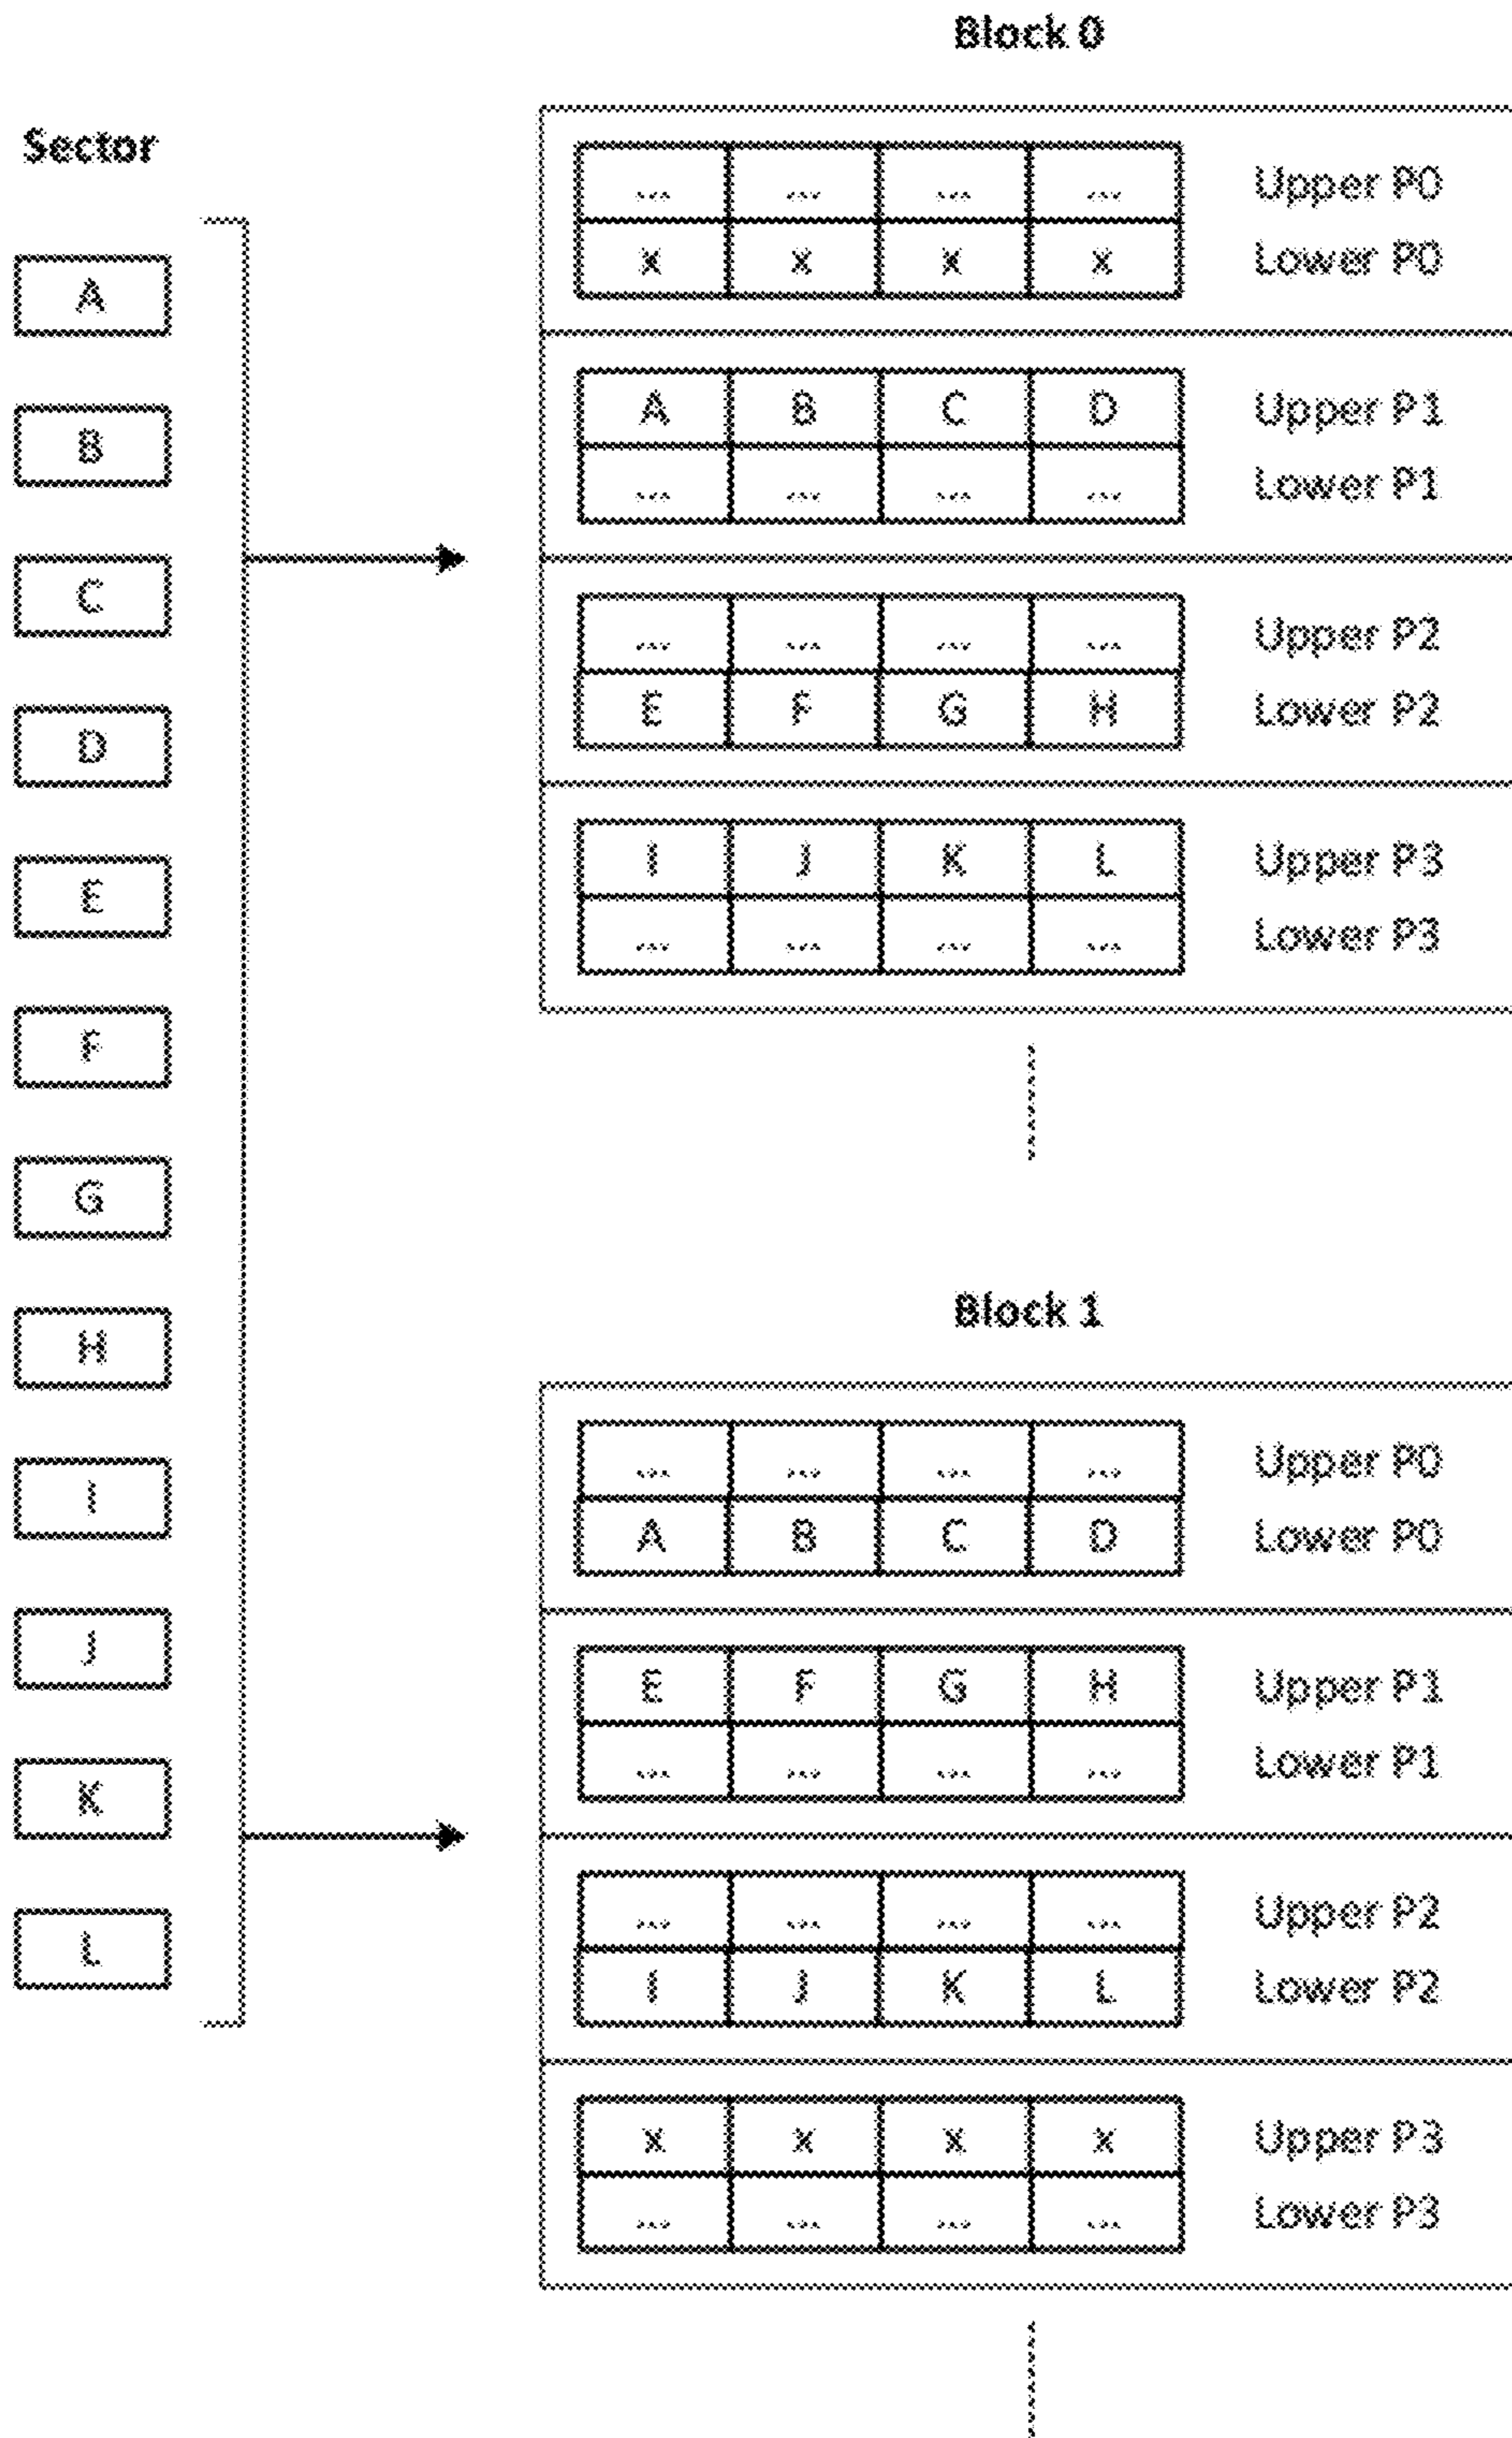 Sector
A
B
C
D
E
F
G
H
I
J
K
L
Block 0
... ... ... ... Upper P0
x x x x Lower P0
A B C D Upper P1
... ... ... ... Lower P1
... ... ... ... Upper P2
E F G H Lower P2
I J K L Upper P3
... ... ... ... Lower P3
Block 1
... ... ... ... Upper P0
A B C D Lower P0
E F G H Upper P1
... ... ... ... Lower P1
... ... ... ... Upper P2
I J K L Lower P2
x x x x Upper P3
... ... ... ... Lower P3